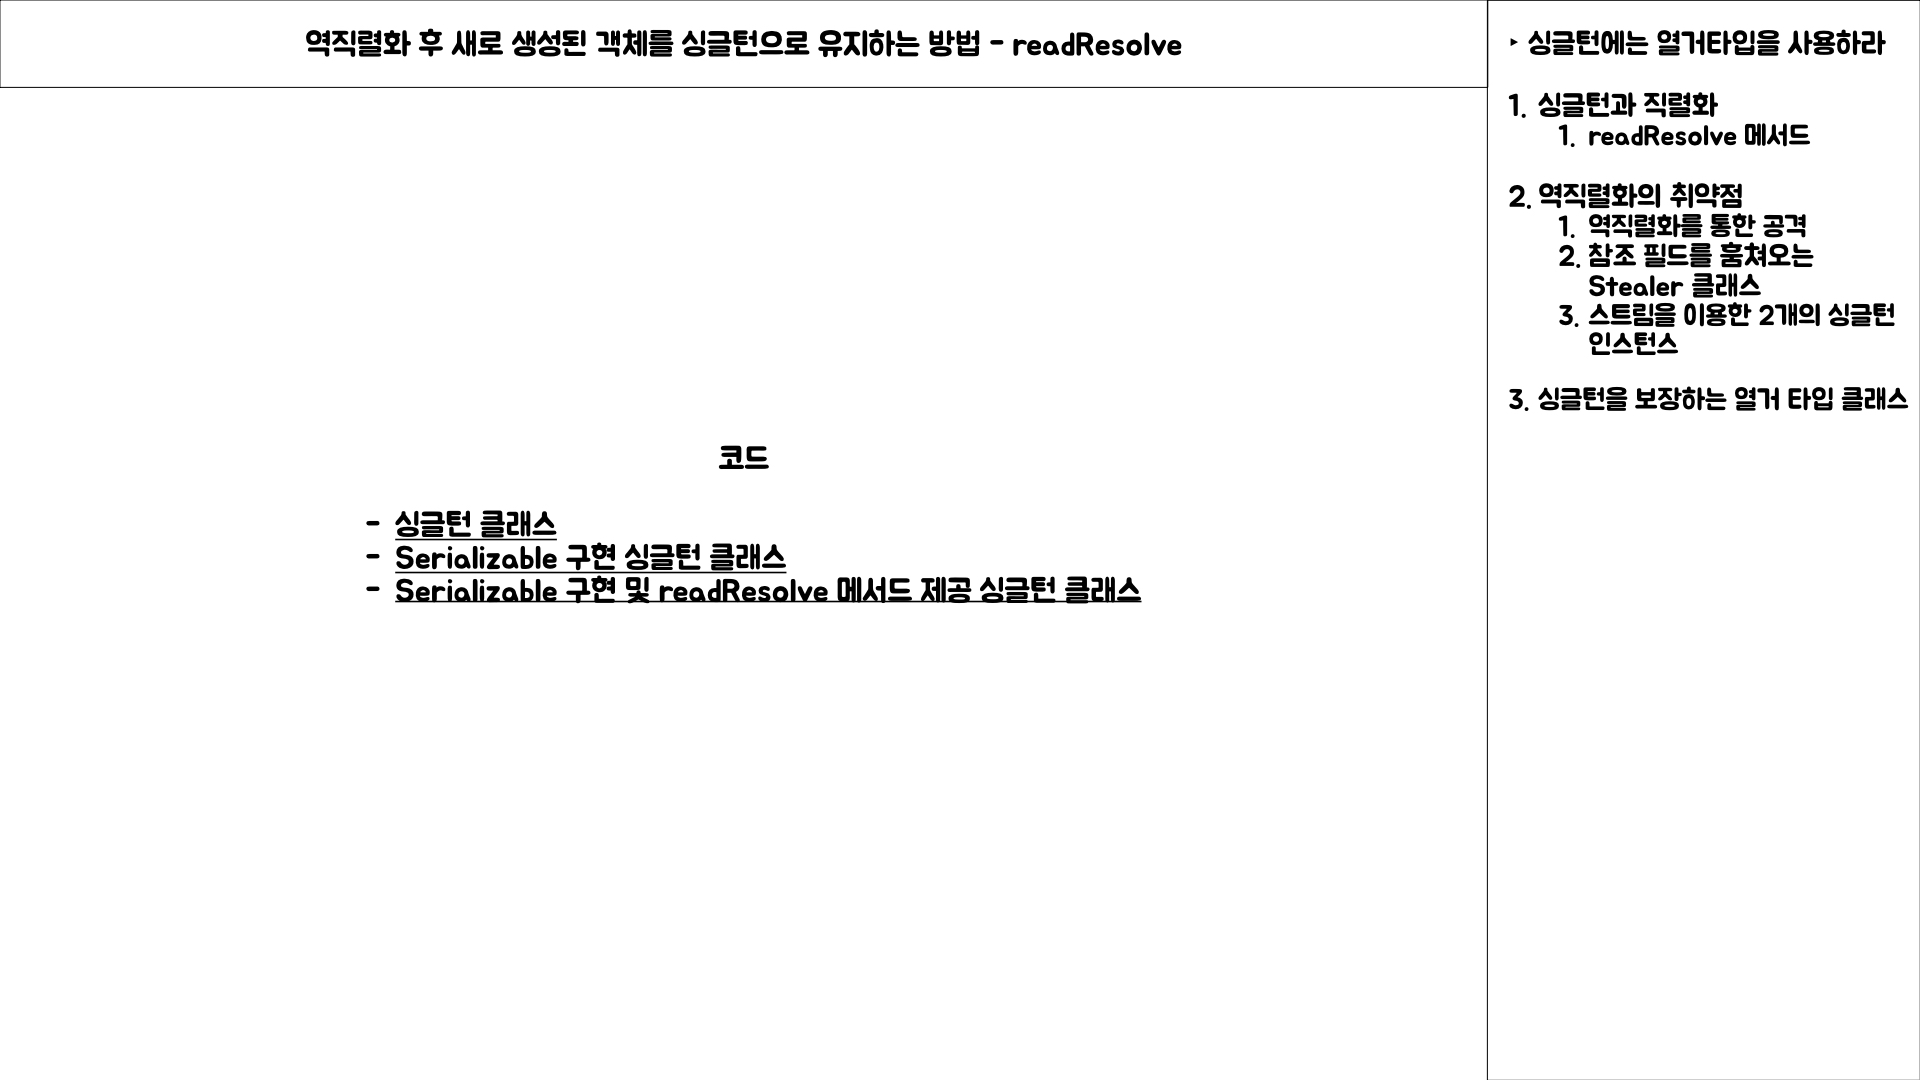 역직렬화 후 새로 생성된 객체를 싱글턴으로 유지하는 방법 - readResolve
코드
- 싱글턴 클래스
- Serializable 구현 싱글턴 클래스
- Serializable 구현 및 readResolve 메서드 제공 싱글턴 클래스
‣ 싱글턴에는 열거타입을 사용하라
1. 싱글턴과 직렬화
1. readResolve 메서드
2. 역직렬화의 취약점
1. 역직렬화를 통한 공격
2. 참조 필드를 훔쳐오는
Stealer 클래스
3. 스트림을 이용한 2개의 싱글턴
인스턴스
3. 싱글턴을 보장하는 열거 타입 클래스